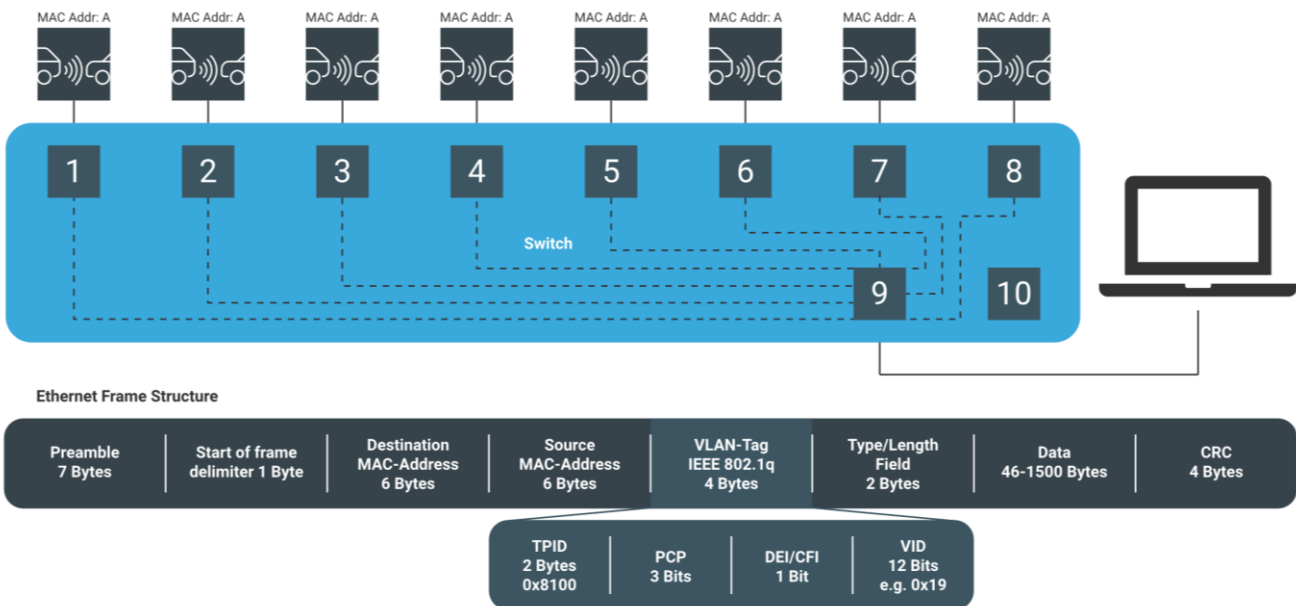 MAC Addr: A
MAC Addr: A
MAC Addr: A
MAC Addr: A
MAC Addr: A
MAC Addr: A
MAC Addr: A
MAC Addr: A
1
2
3
4
5
6
7
8
Switch
9
10
Ethernet Frame Structure
Preamble
7 Bytes
Start of frame
delimiter 1 Byte
Destination
MAC-Address
6 Bytes
Source
MAC-Address
6 Bytes
VLAN-Tag
IEEE 802.1q
4 Bytes
Type/Length
Field
2 Bytes
Data
46-1500 Bytes
CRC
4 Bytes
TPID
2 Bytes
0x8100
PCP
3 Bits
DEI/CFI
1 Bit
VID
12 Bits
e.g. 0x19